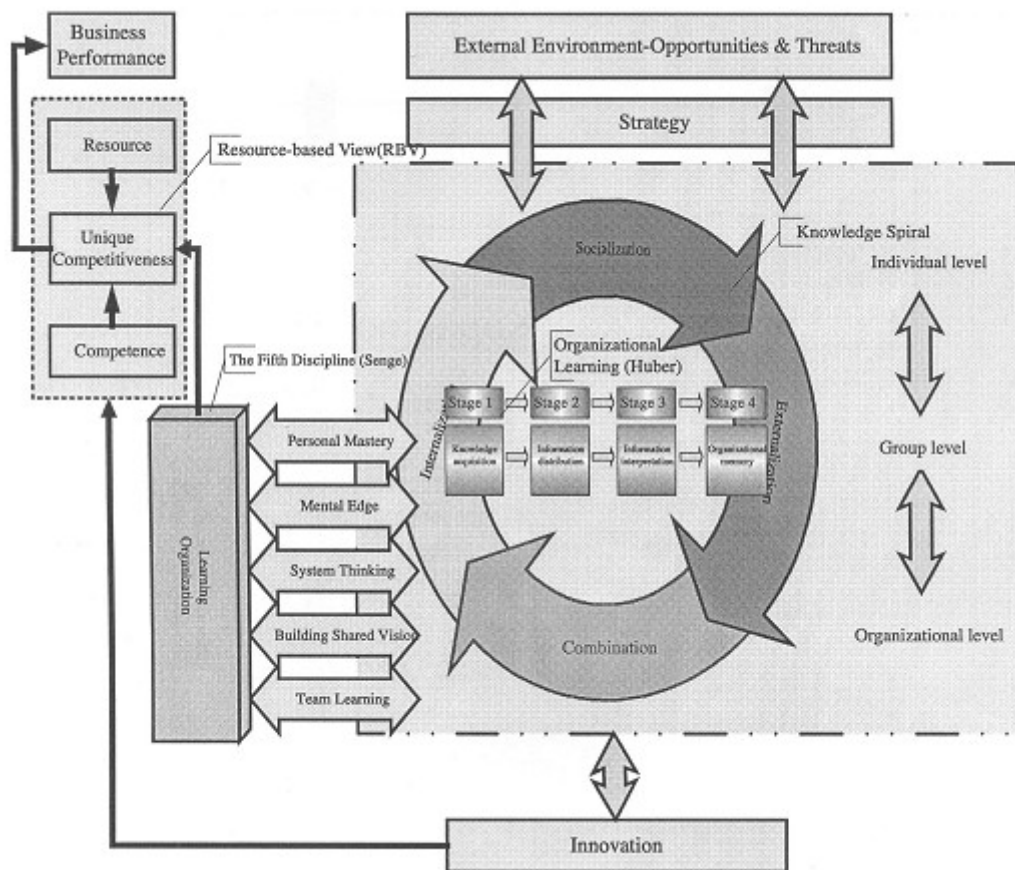 Business
Performance
External Environment-Opportunities & Threats
Strategy
Resource
Resource-based View(RBV)
Unique
Competitiveness
Competence
The Fifth Discipline (Senge)
Learning
Organization
Personal Mastery
Mental Edge
System Thinking
Building Shared Vision
Team Learning
Socialization
Knowledge Spiral
Organizational
Learning (Huber)
Stage 1
Stage 2
Stage 3
Stage 4
Knowledge
acquisition
Information
distribution
Information
interpretation
Organizational
memory
Externalization
Combination
Individual level
Group level
Organizational level
Innovation